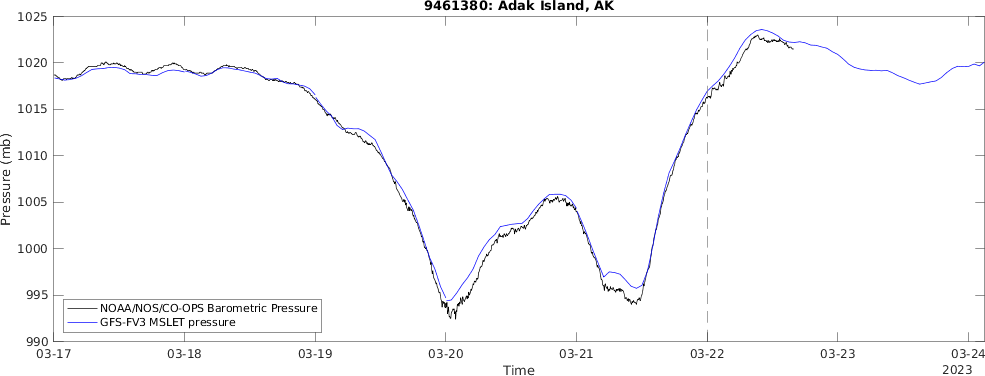 9461380: Adak Island, AK
Pressure (mb)
1025
1020
1015
1010
1005
1000
995
990
NOAA/NOS/CO-OPS Barometric Pressure
GFS-FV3 MSLET pressure
03-17 03-18 03-19 03-20 03-21 03-22 03-23 03-24
Time
2023